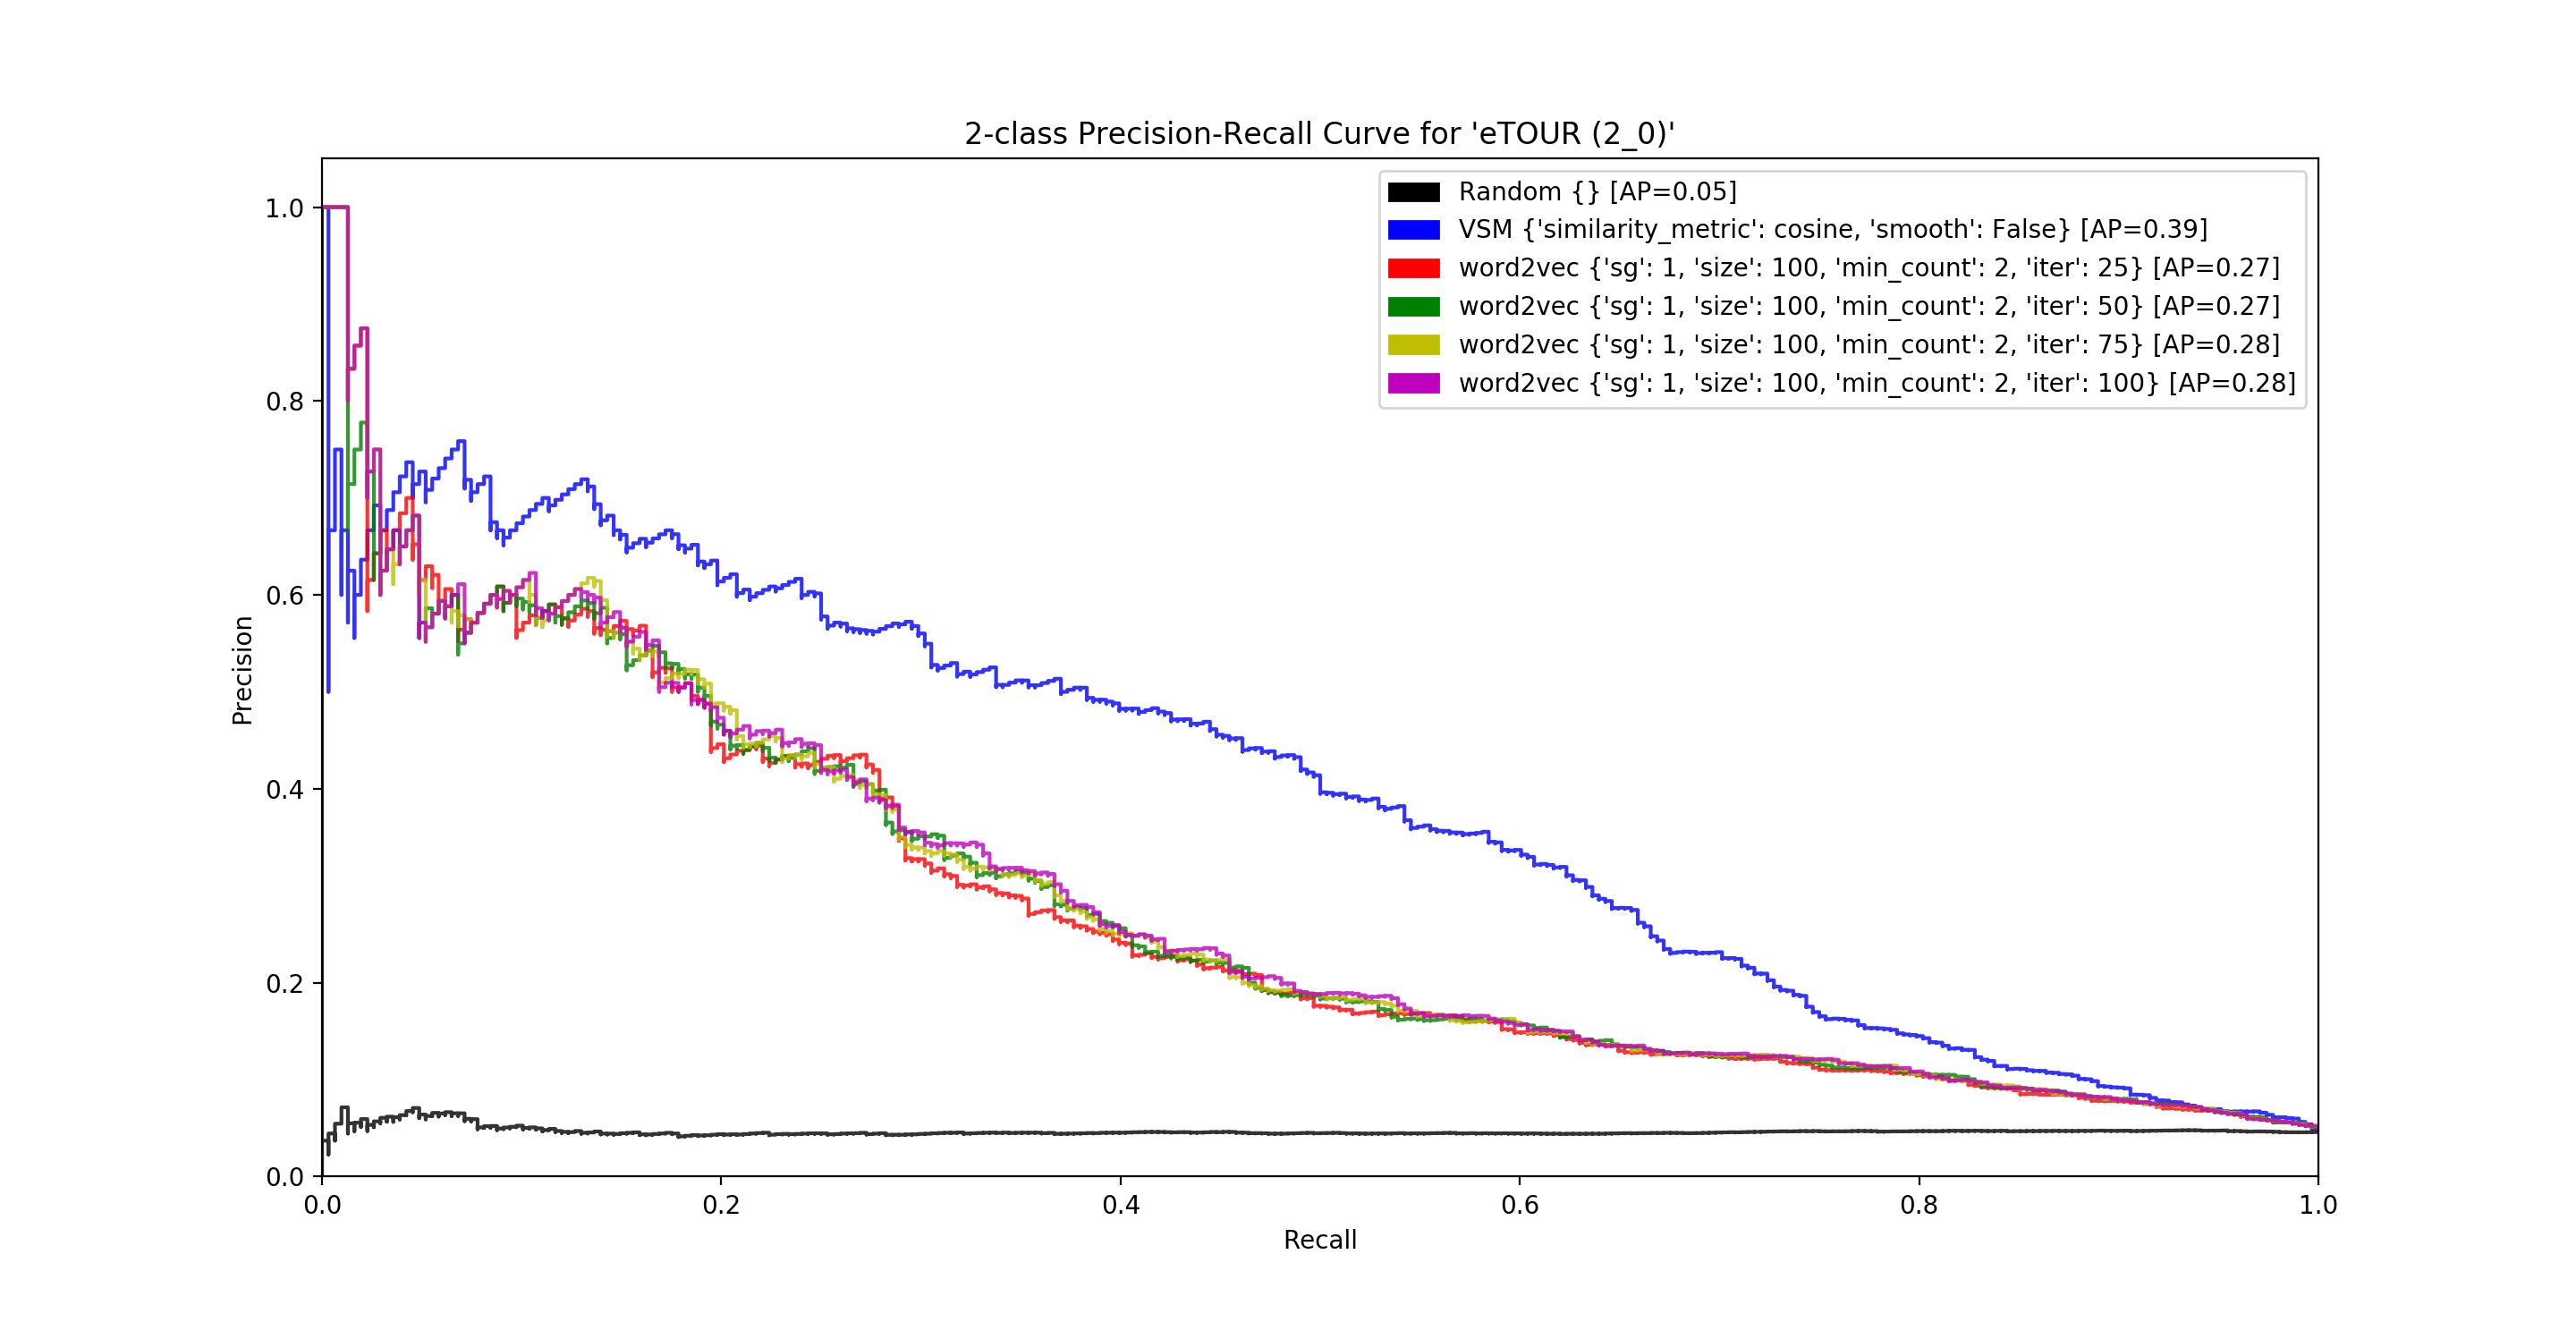 2-class Precision-Recall Curve for 'eTOUR (2_0)'
Random {} [AP=0.05]
VSM {'similarity_metric': cosine, 'smooth': False} [AP=0.39]
word2vec {'sg': 1, 'size': 100, 'min_count': 2, 'iter': 25} [AP=0.27]
word2vec {'sg': 1, 'size': 100, 'min_count': 2, 'iter': 50} [AP=0.27]
word2vec {'sg': 1, 'size': 100, 'min_count': 2, 'iter': 75} [AP=0.28]
word2vec {'sg': 1, 'size': 100, 'min_count': 2, 'iter': 100} [AP=0.28]
1.0
0.8
0.6
0.4
0.2
0.0
Precision
0.0 0.2 0.4 0.6 0.8 1.0
Recall